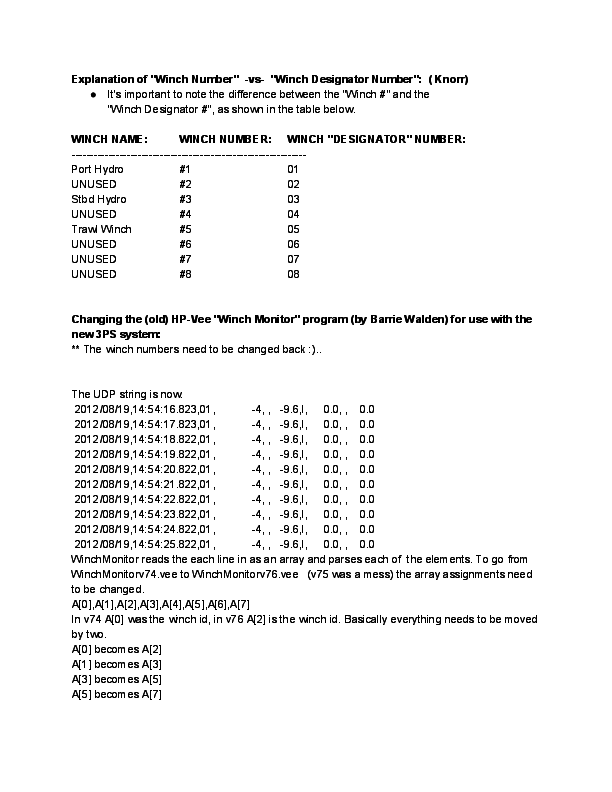 Explanation of "Winch Number" -vs- "Winch Designator Number": ( Knorr)
● It's important to note the difference between the "Winch #" and the
"Winch Designator #", as shown in the table below.
WINCH NAME: WINCH NUMBER: WINCH "DESIGNATOR" NUMBER:
------------------------------------------------------------
Port Hydro #1 01
UNUSED #2 02
Stbd Hydro #3 03
UNUSED #4 04
Trawl Winch #5 05
UNUSED #6 06
UNUSED #7 07
UNUSED #8 08
Changing the (old) HP-Vee "Winch Monitor" program (by Barrie Walden) for use with the
new 3PS system:
** The winch numbers need to be changed back :)..
The UDP string is now:
2012/08/19,14:54:16.823,01 , -4, , -9.6,I, 0.0, , 0.0
2012/08/19,14:54:17.823,01 , -4, , -9.6,I, 0.0, , 0.0
2012/08/19,14:54:18.822,01 , -4, , -9.6,I, 0.0, , 0.0
2012/08/19,14:54:19.822,01 , -4, , -9.6,I, 0.0, , 0.0
2012/08/19,14:54:20.822,01 , -4, , -9.6,I, 0.0, , 0.0
2012/08/19,14:54:21.822,01 , -4, , -9.6,I, 0.0, , 0.0
2012/08/19,14:54:22.822,01 , -4, , -9.6,I, 0.0, , 0.0
2012/08/19,14:54:23.822,01 , -4, , -9.6,I, 0.0, , 0.0
2012/08/19,14:54:24.822,01 , -4, , -9.6,I, 0.0, , 0.0
2012/08/19,14:54:25.822,01 , -4, , -9.6,I, 0.0, , 0.0
WinchMonitor reads the each line in as an array and parses each of the elements. To go from
WinchMonitorv74.vee to WinchMonitorv76.vee (v75 was a mess) the array assignments need
to be changed.
A[0],A[1],A[2],A[3],A[4],A[5],A[6],A[7]
In v74 A[0] was the winch id, in v76 A[2] is the winch id. Basically everything needs to be moved
by two.
A[0] becomes A[2]
A[1] becomes A[3]
A[3] becomes A[5]
A[5] becomes A[7]